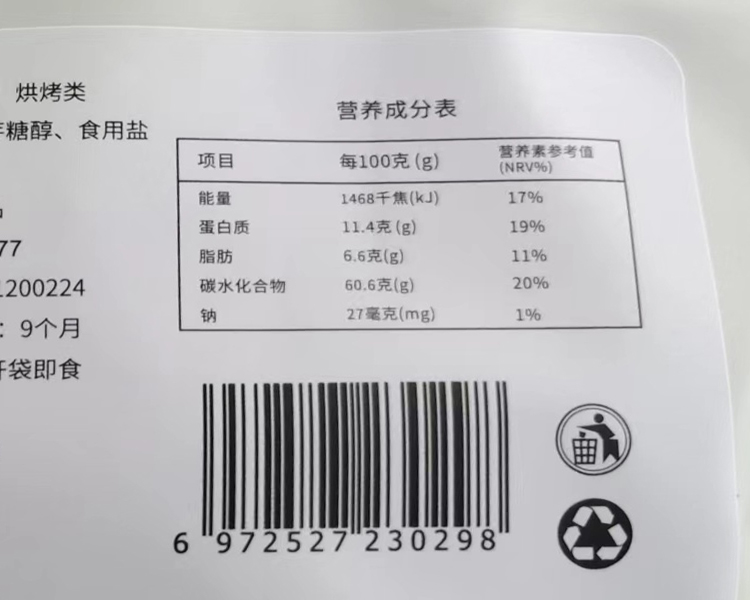 烘烤类
糖醇、食用盐
77
1200224
：9个月
开袋即食
营养成分表
项目 每100克(g) 营养素参考值(NRV%)
能量 1468千焦(kJ) 17%
蛋白质 11.4克(g) 19%
脂肪 6.6克(g) 11%
碳水化合物 60.6克(g) 20%
钠 27毫克(mg) 1%
6 972527 230298